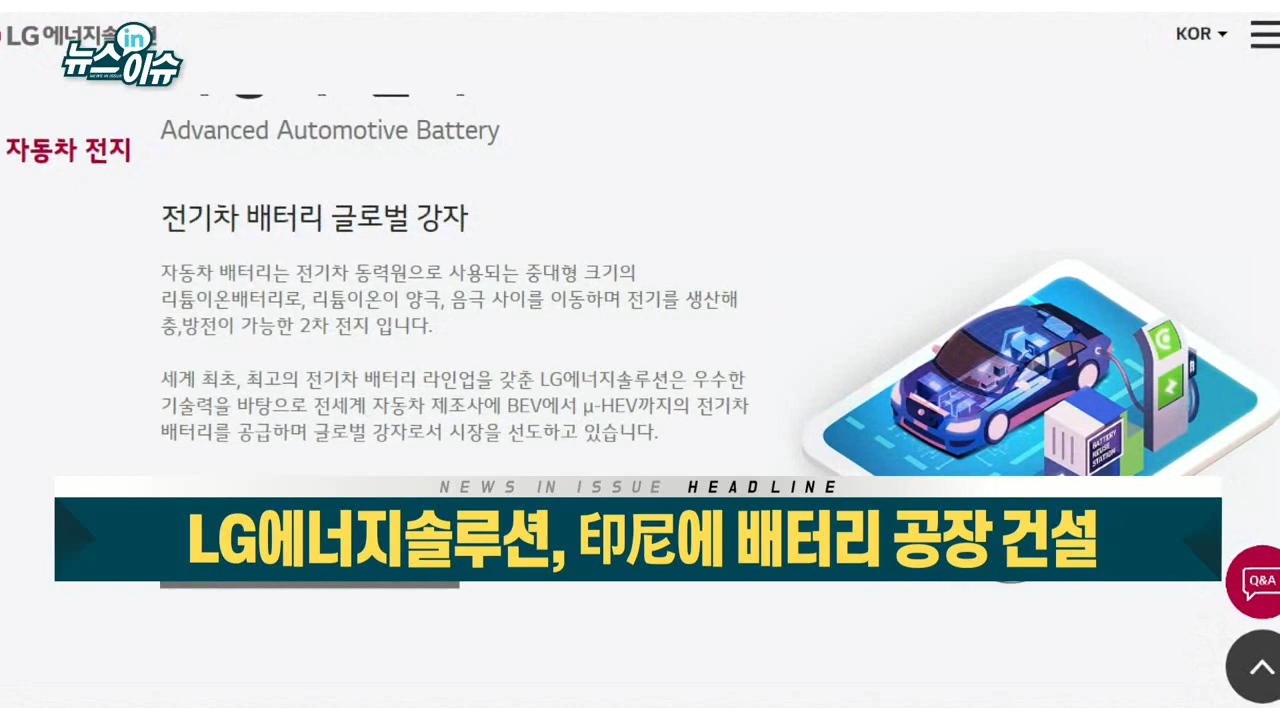 LG에너지솔루션
뉴스in이슈
NEWS IN ISSUE
KOR
Advanced Automotive Battery
자동차 전지
전기차 배터리 글로벌 강자
자동차 배터리는 전기차 동력원으로 사용되는 중대형 크기의
리튬이온배터리로, 리튬이온이 양극, 음극 사이를 이동하며 전기를 생산해
충,방전이 가능한 2차 전지 입니다.
세계 최초, 최고의 전기차 배터리 라인업을 갖춘 LG에너지솔루션은 우수한
기술력을 바탕으로 전세계 자동차 제조사에 BEV에서 μ-HEV까지의 전기차
배터리를 공급하며 글로벌 강자로서 시장을 선도하고 있습니다.
BATTERY
REUSE
STATION
NEWS IN ISSUE HEADLINE
LG에너지솔루션, 印尼에 배터리 공장 건설
Q&A